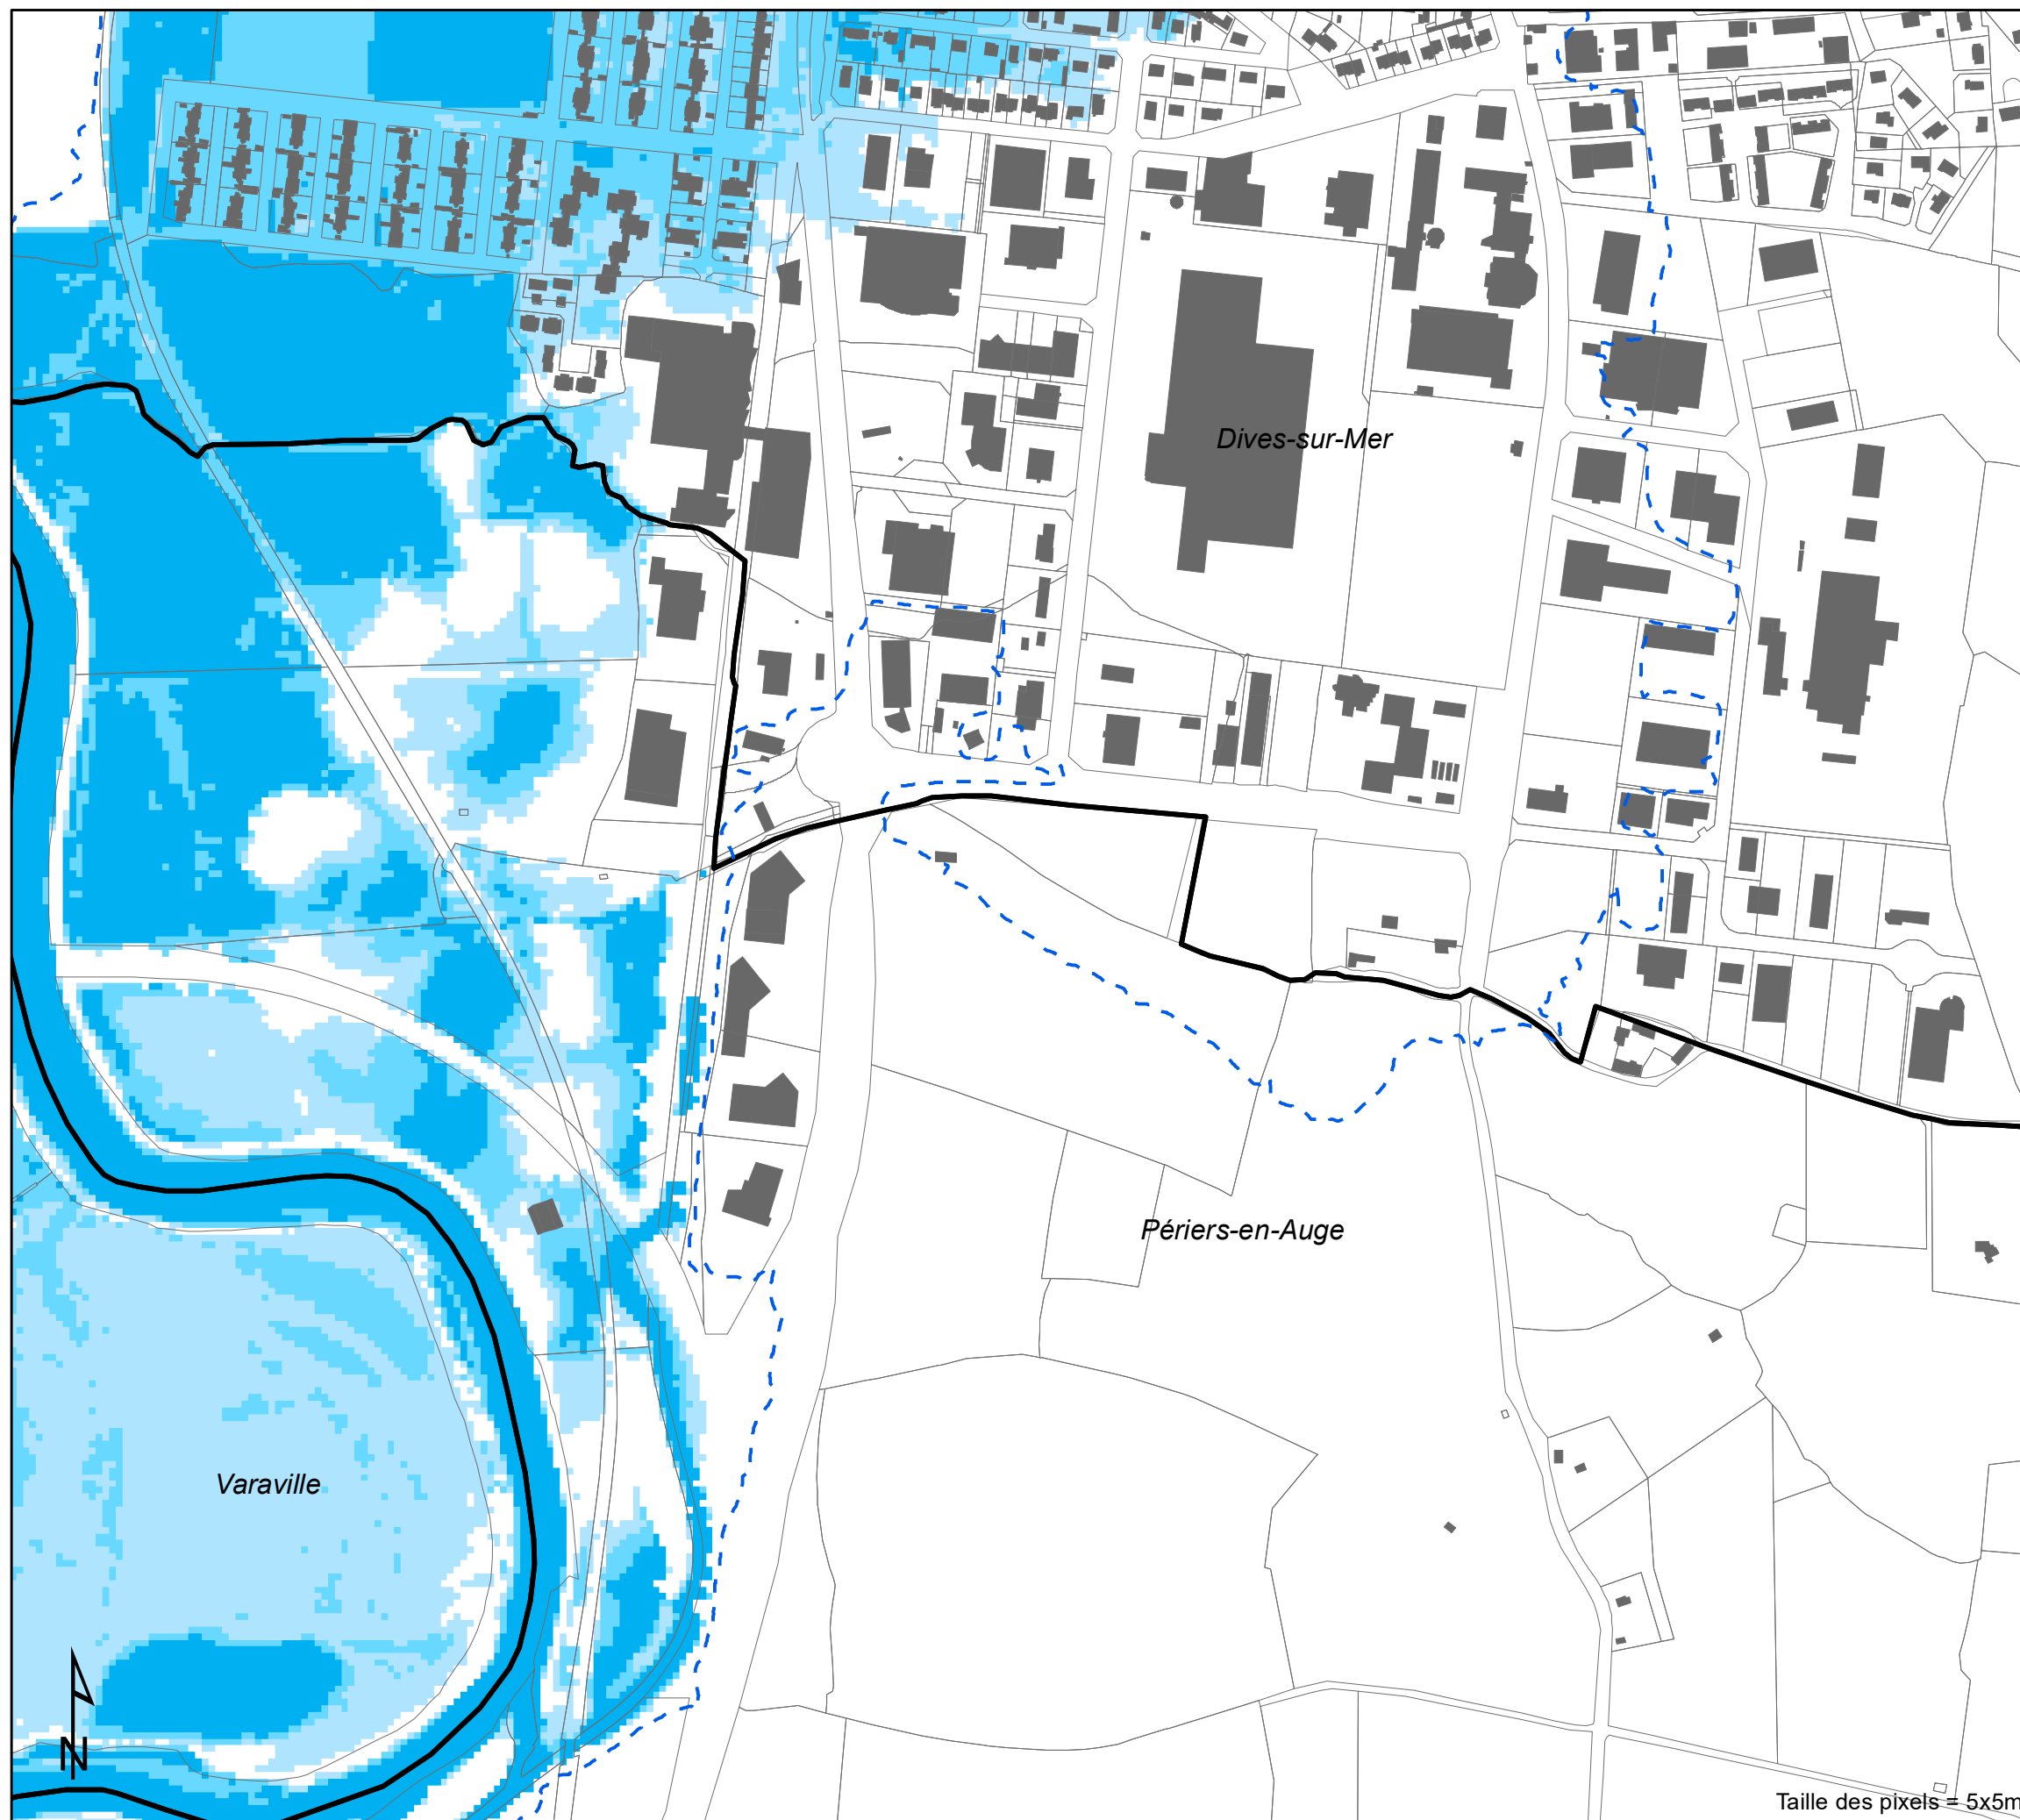 Dives-sur-Mer
Périers-en-Auge
Varaville
N
Taille des pixels = 5x5m